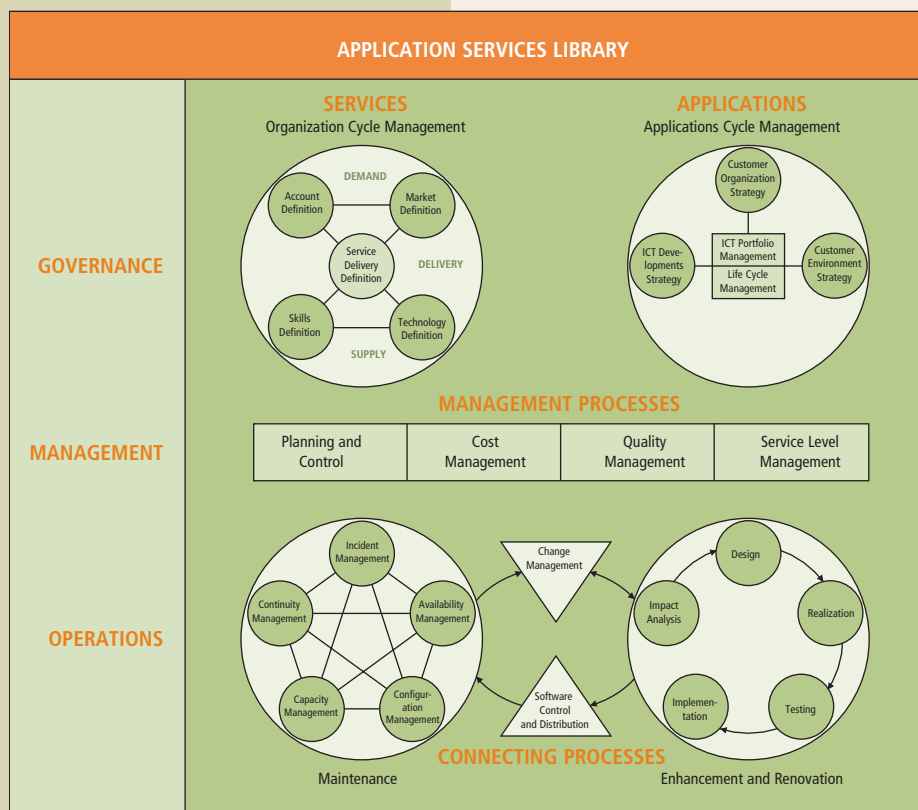 APPLICATION SERVICES LIBRARY
SERVICES
Organization Cycle Management
APPLICATIONS
Applications Cycle Management
GOVERNANCE
DEMAND
Account
Definition
Market
Definition
Service
Delivery
Definition
DELIVERY
Skills
Definition
Technology
Definition
SUPPLY
Customer
Organization
Strategy
ICT Deve-
lopments
Strategy
ICT Portfolio
Management
Life Cycle
Management
Customer
Environment
Strategy
MANAGEMENT PROCESSES
MANAGEMENT
Planning and
Control
Cost
Management
Quality
Management
Service Level
Management
OPERATIONS
Incident
Management
Continuity
Management
Availability
Management
Capacity
Management
Configur-
ation
Management
Change
Management
Software
Control
and Distribution
Design
Impact
Analysis
Realization
Implemen-
tation
Testing
CONNECTING PROCESSES
Maintenance
Enhancement and Renovation